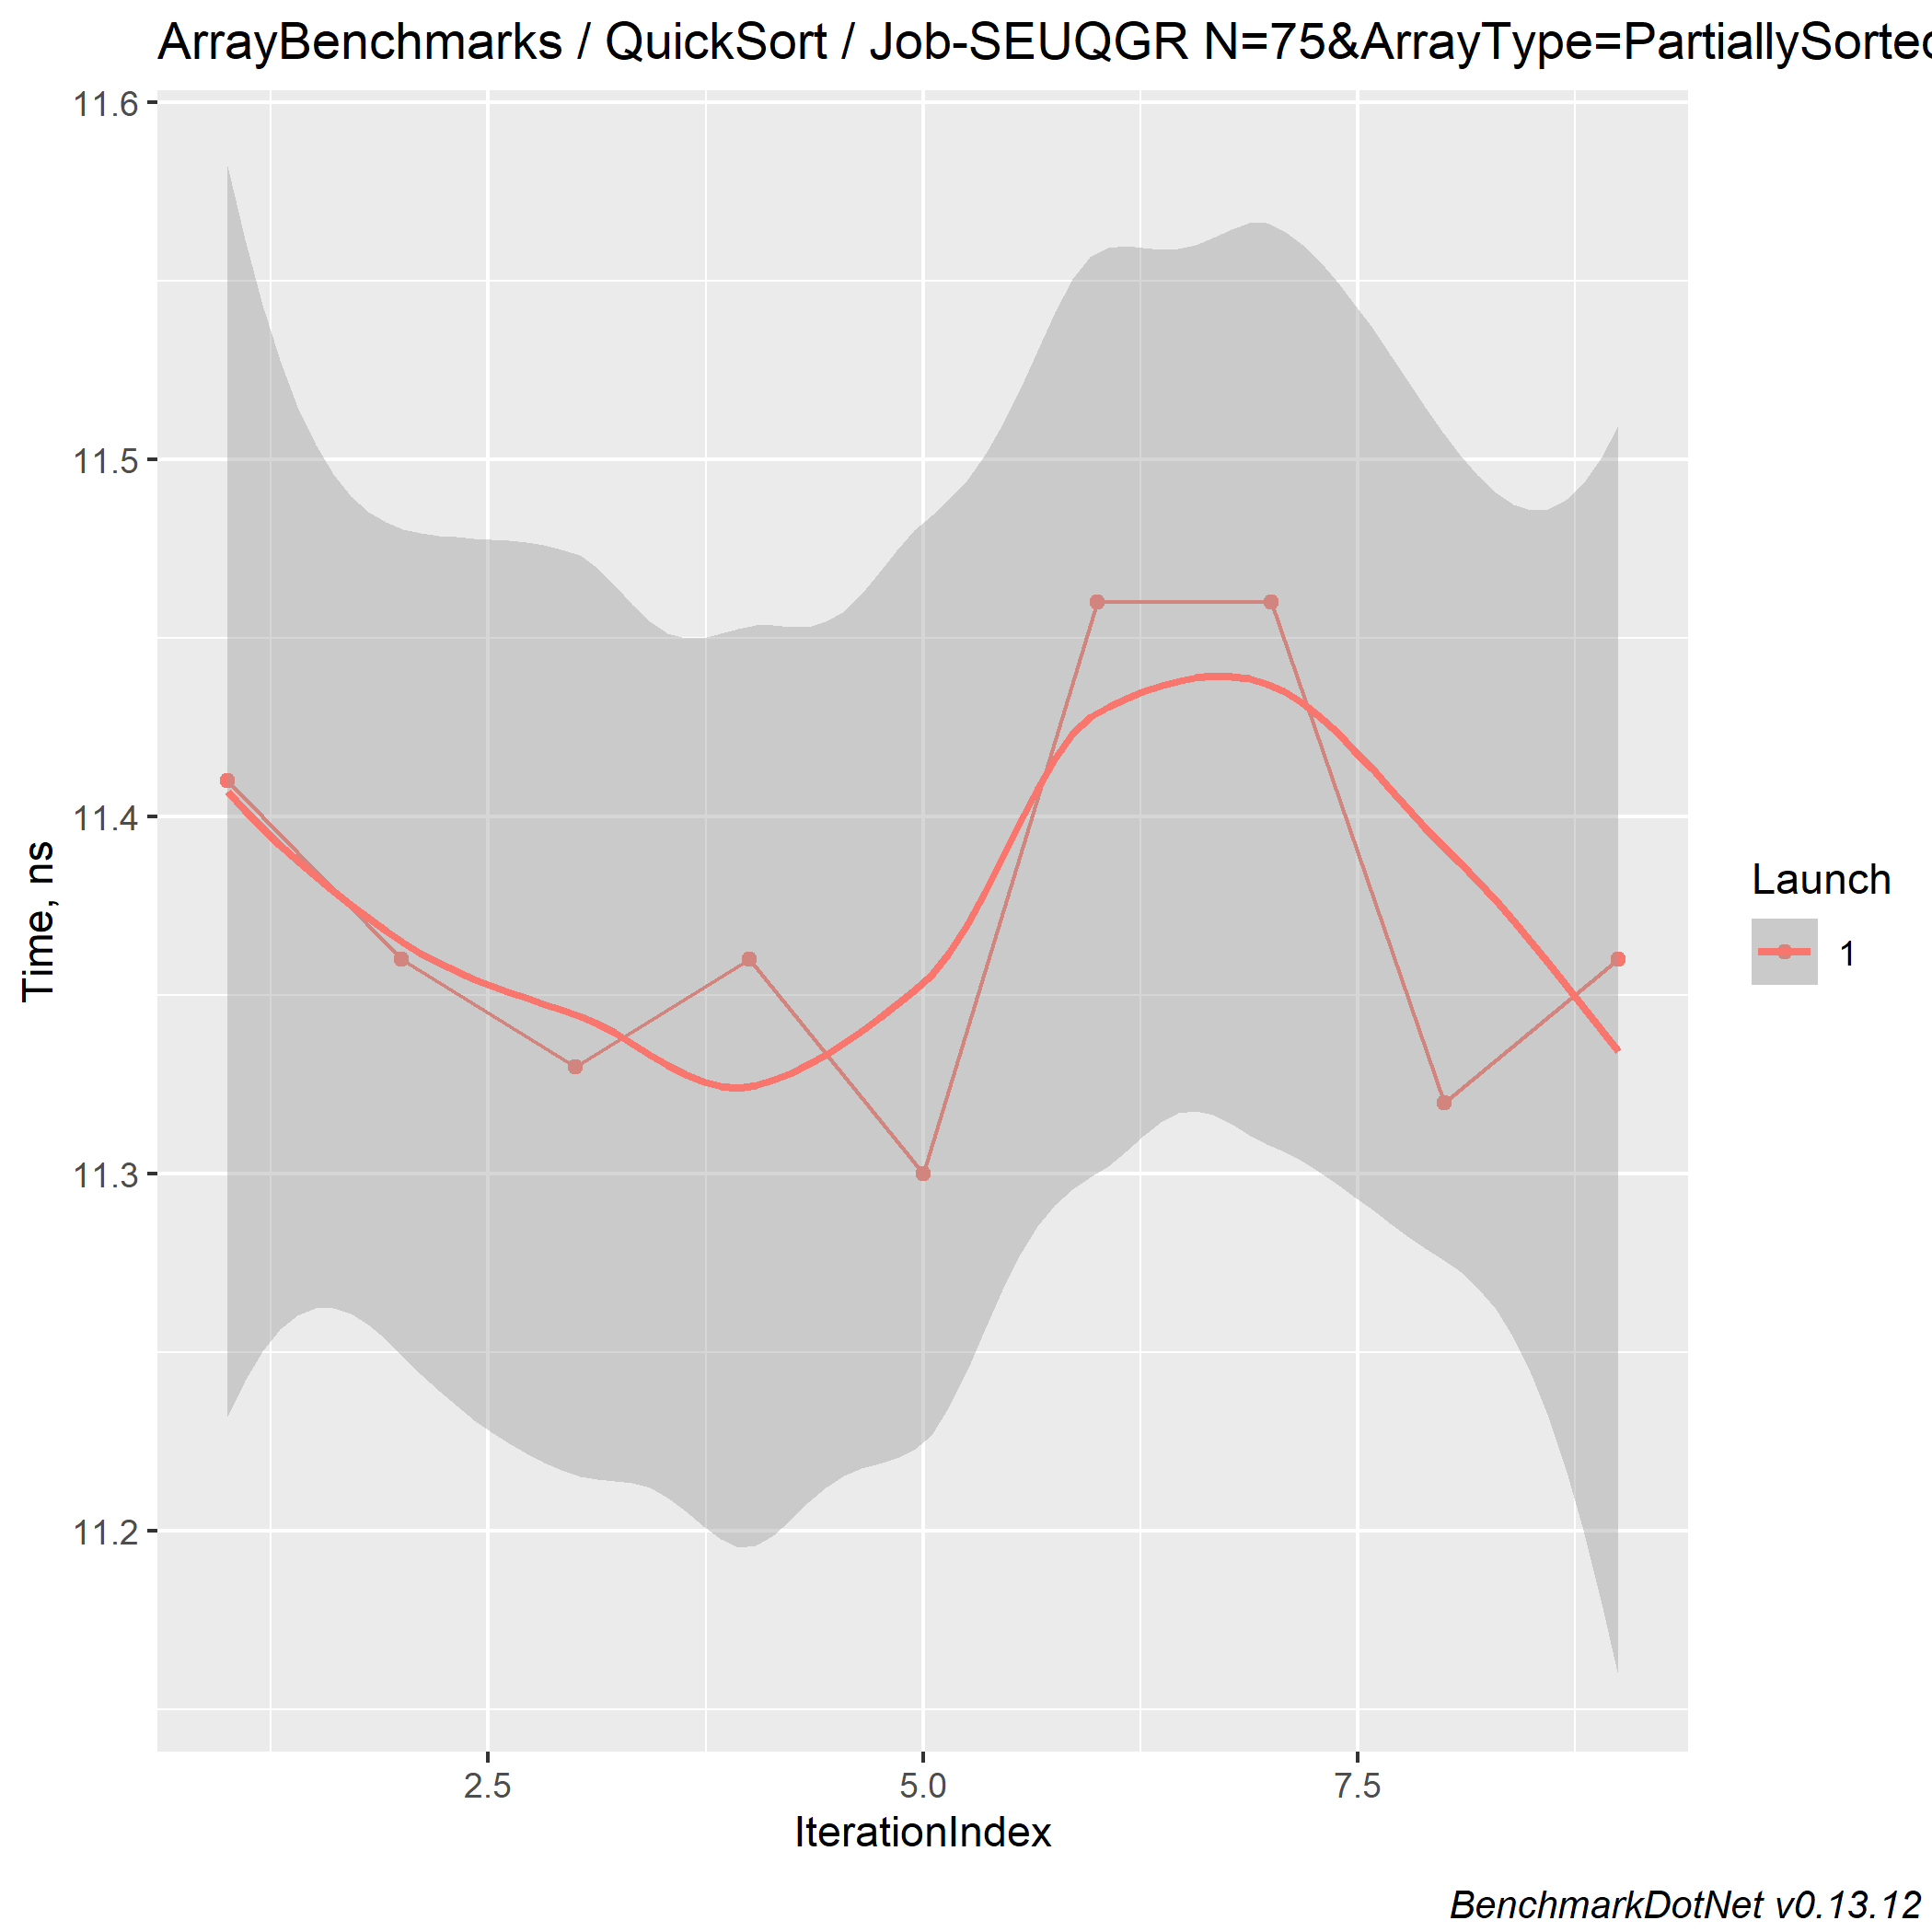 ArrayBenchmarks / QuickSort / Job-SEUQGR N=75&ArrayType=PartiallySorted
11.6
11.5
11.4
11.3
11.2
Time, ns
2.5 5.0 7.5
IterationIndex
Launch
1
BenchmarkDotNet v0.13.12